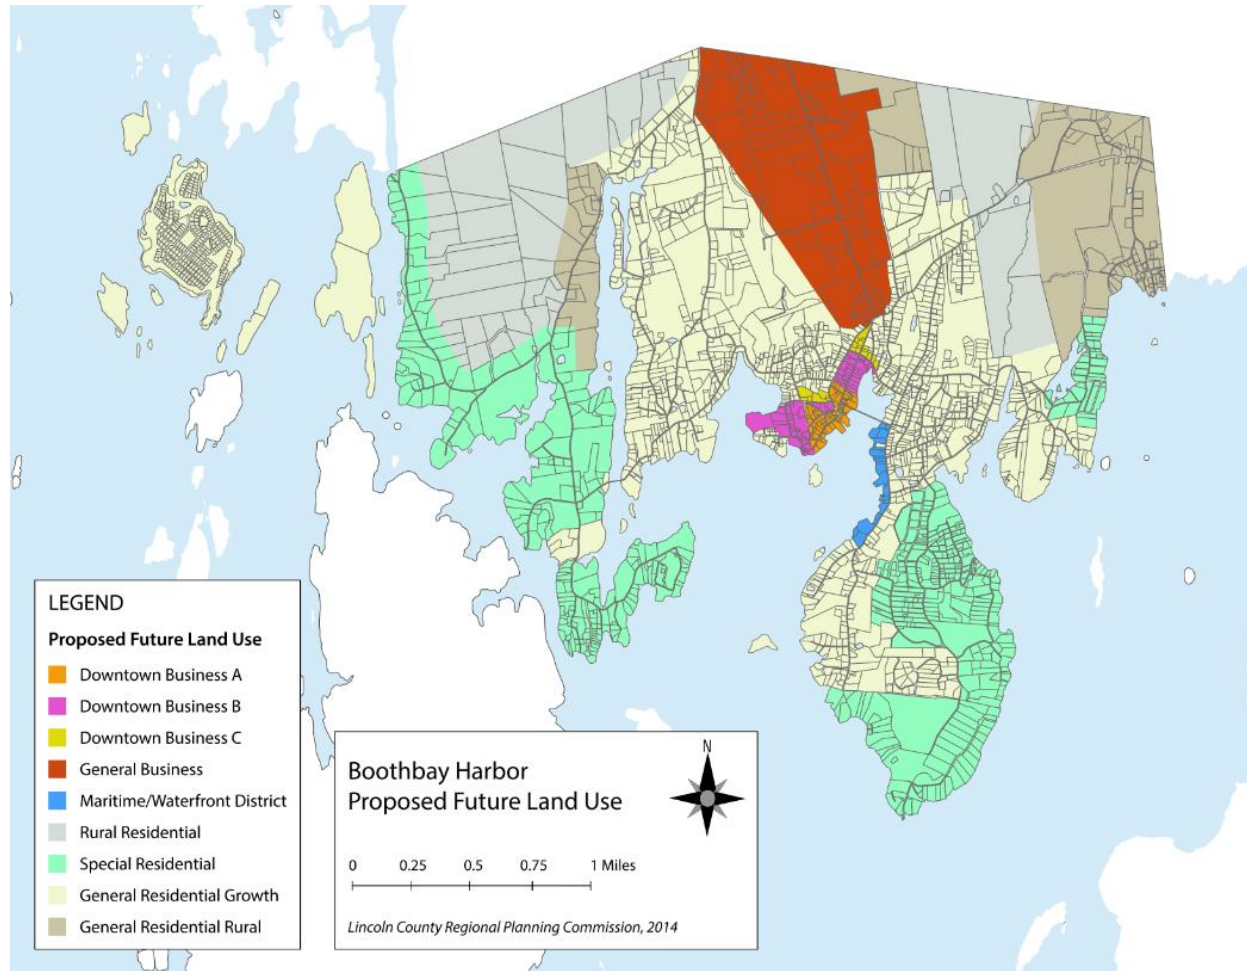 LEGEND
Proposed Future Land Use
Downtown Business A
Downtown Business B
Downtown Business C
General Business
Maritime/Waterfront District
Rural Residential
Special Residential
General Residential Growth
General Residential Rural
Boothbay Harbor
Proposed Future Land Use
N
0 0.25 0.5 0.75 1 Miles
Lincoln County Regional Planning Commission, 2014